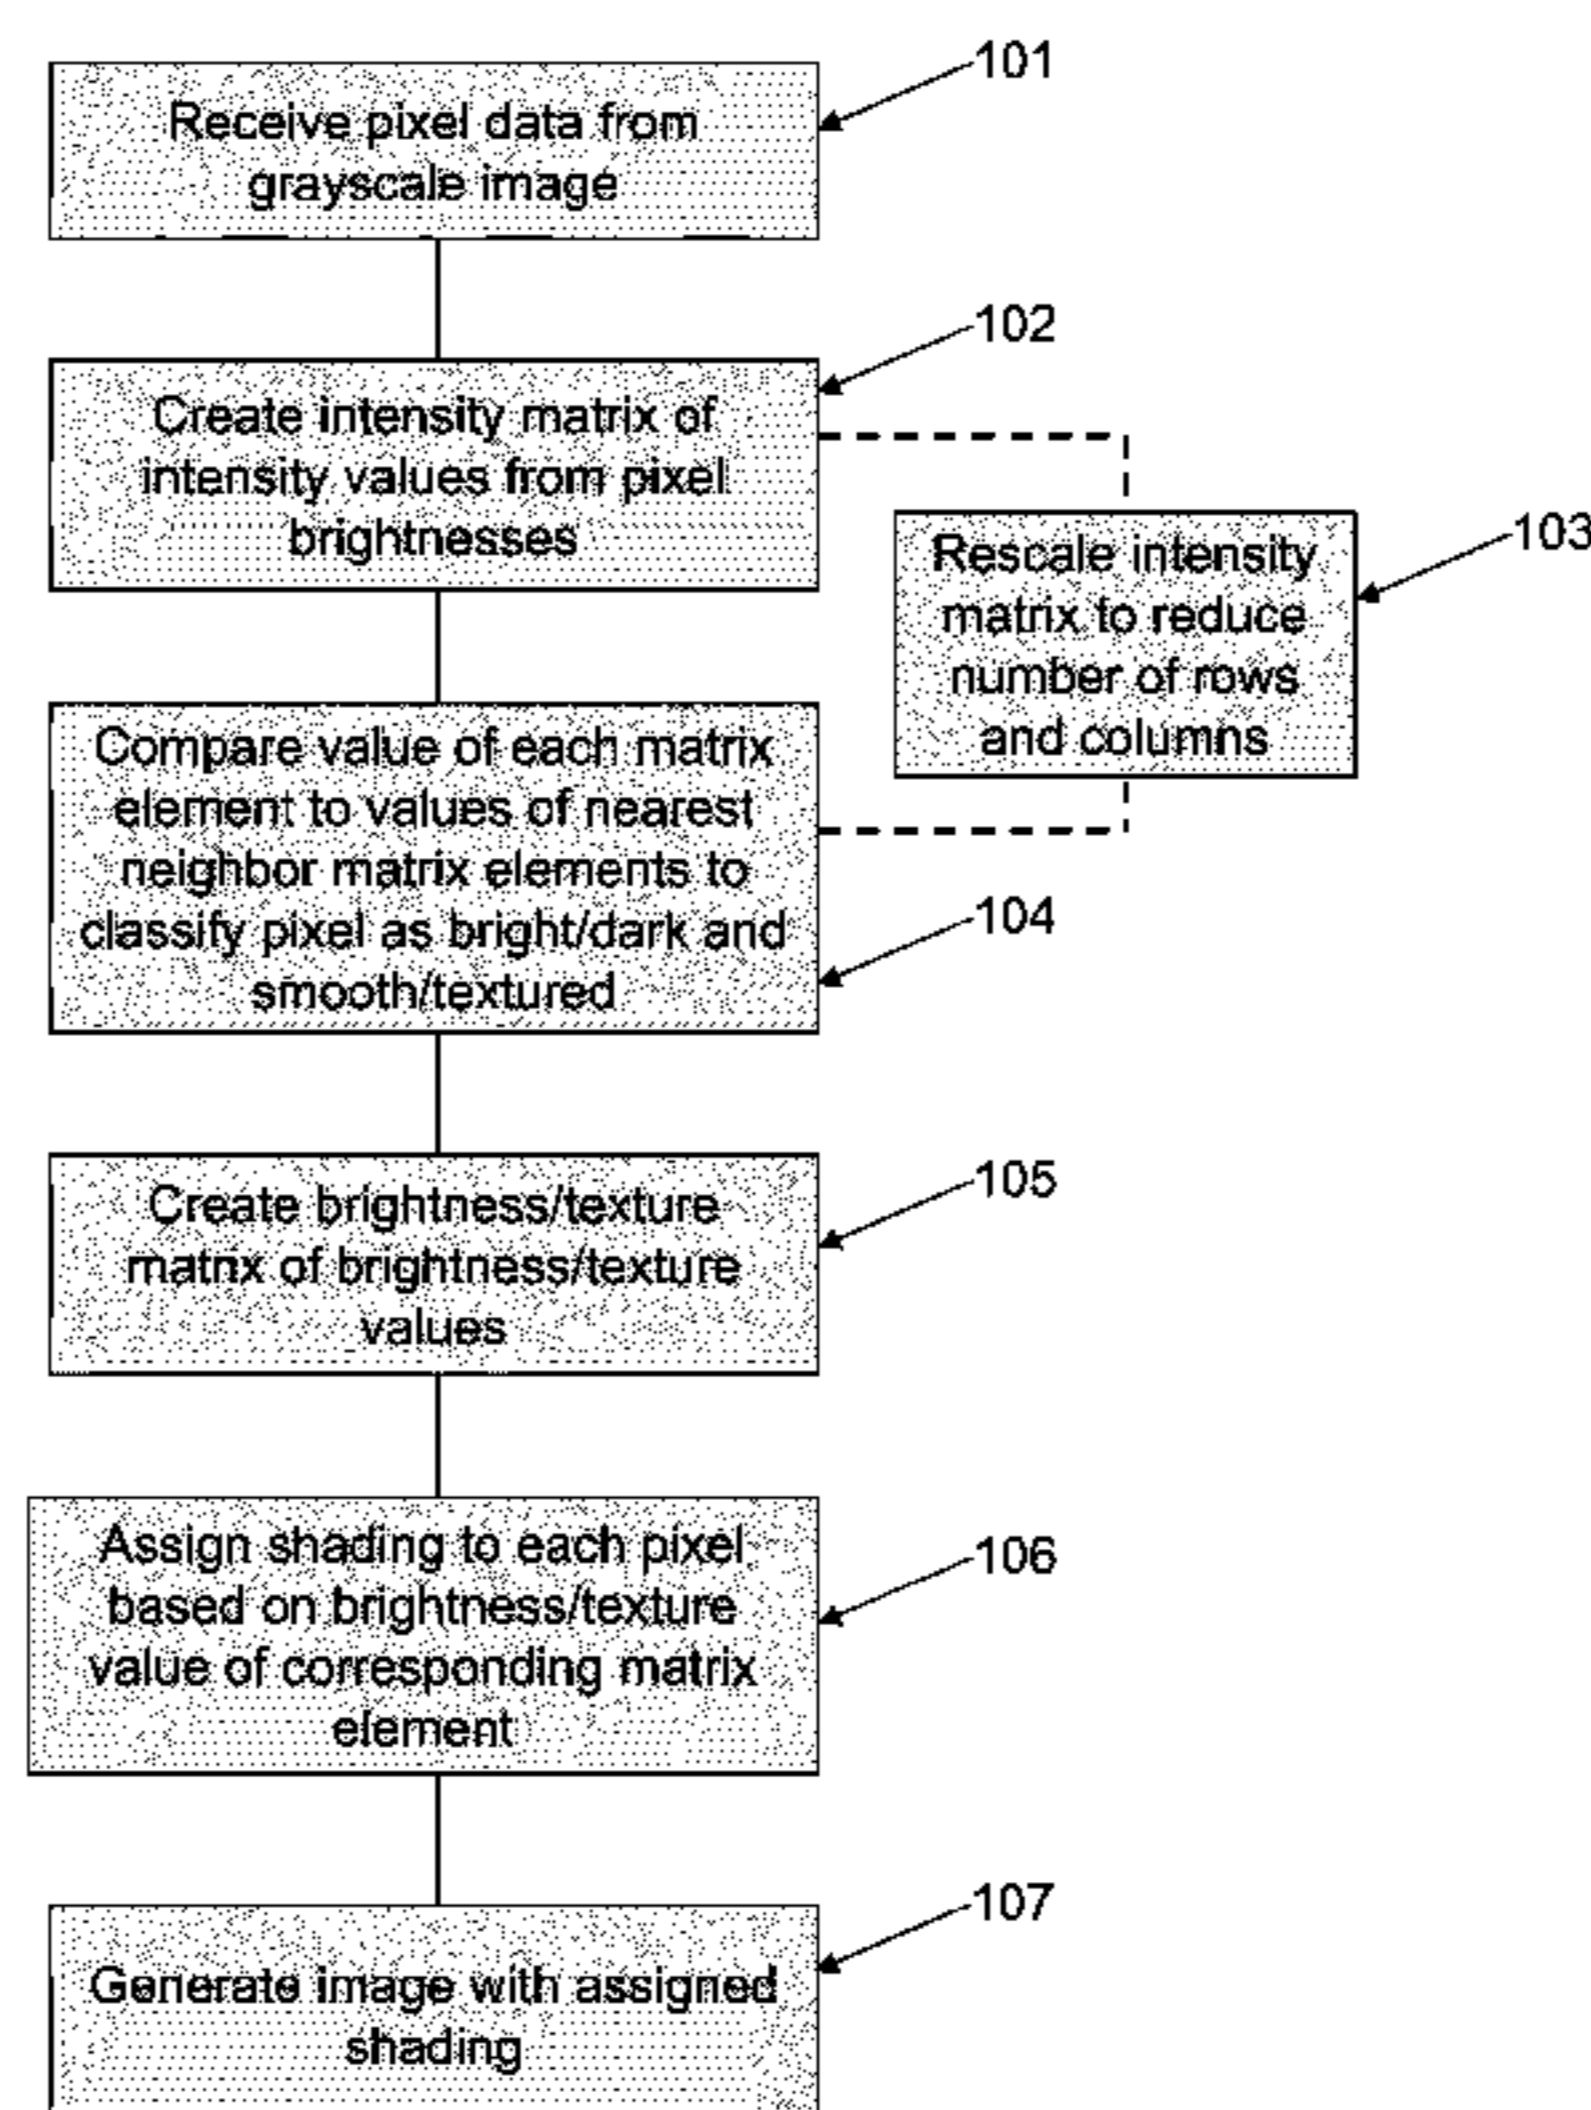 101
Receive pixel data from
grayscale image
102
Create intensity matrix of
intensity values from pixel
brightnesses
103
Rescale intensity
matrix to reduce
number of rows
and columns
Compare value of each matrix
element to values of nearest
neighbor matrix elements to
classify pixel as bright/dark and
smooth/textured
104
105
Create brightness/texture
matrix of brightness/texture
values
106
Assign shading to each pixel
based on brightness/texture
value of corresponding matrix
element
107
Generate image with assigned
shading